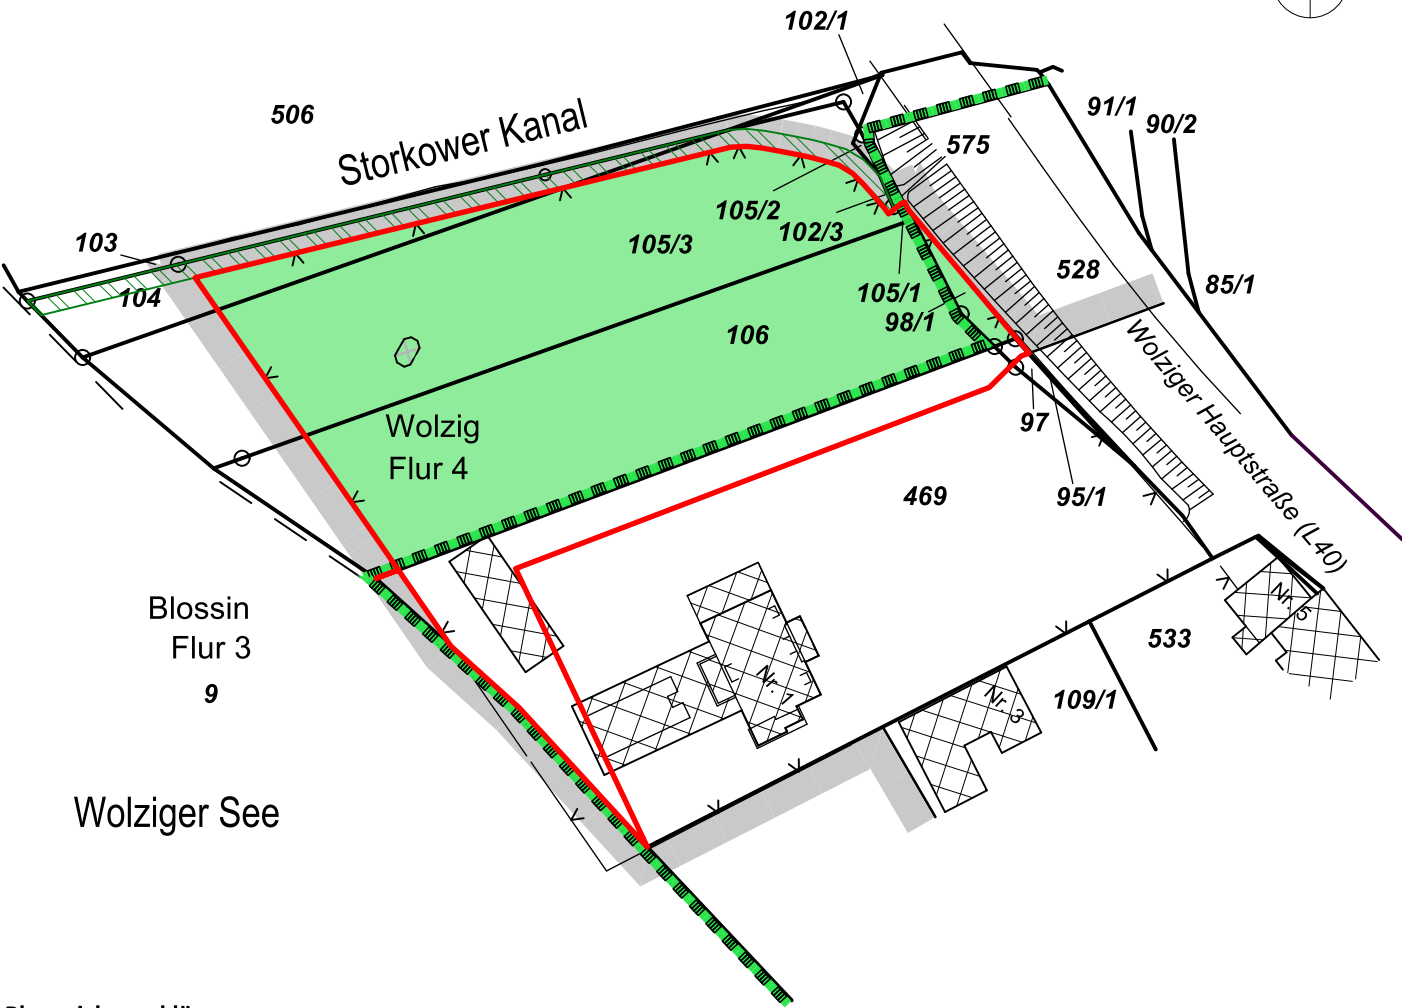 102/1
506
91/1
90/2
Storkower Kanal
575
105/2
103
102/3
105/3
528
104
105/1
85/1
98/1
106
Wolziger Hauptstraße (L40)
Wolzig
Flur 4
97
469
95/1
Blossin
Flur 3
9
Nr. 5
533
Nr. 1
Nr. 3
109/1
Wolziger See